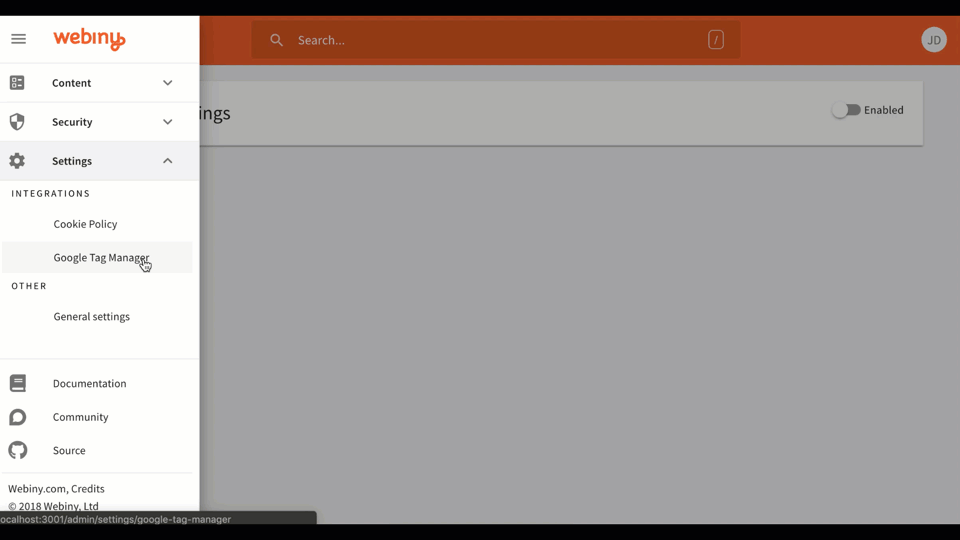 webiny
Search...
/
JD
Content
Security
Settings
ings
Enabled
INTEGRATIONS
Cookie Policy
Google Tag Manager
OTHER
General settings
Documentation
Community
Source
Webiny.com, Credits
© 2018 Webiny, Ltd
ocalhost:3001/admin/settings/google-tag-manager